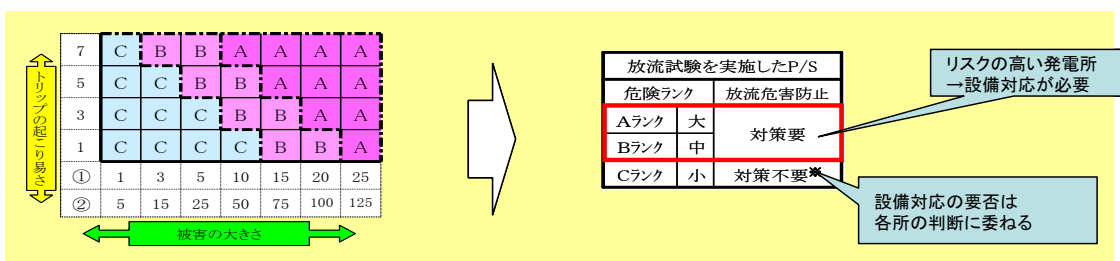 トリップの起こり易さ
7 C B B A A A A
5 C C B B A A A
3 C C C B B A A
1 C C C C B B A
① 1 3 5 10 15 20 25
② 5 15 25 50 75 100 125
被害の大きさ
放流試験を実施したP/S
危険ランク 放流危害防止
Aランク 大 対策要
Bランク 中
Cランク 小 対策不要※
リスクの高い発電所
→設備対応が必要
設備対応の要否は
各所の判断に委ねる